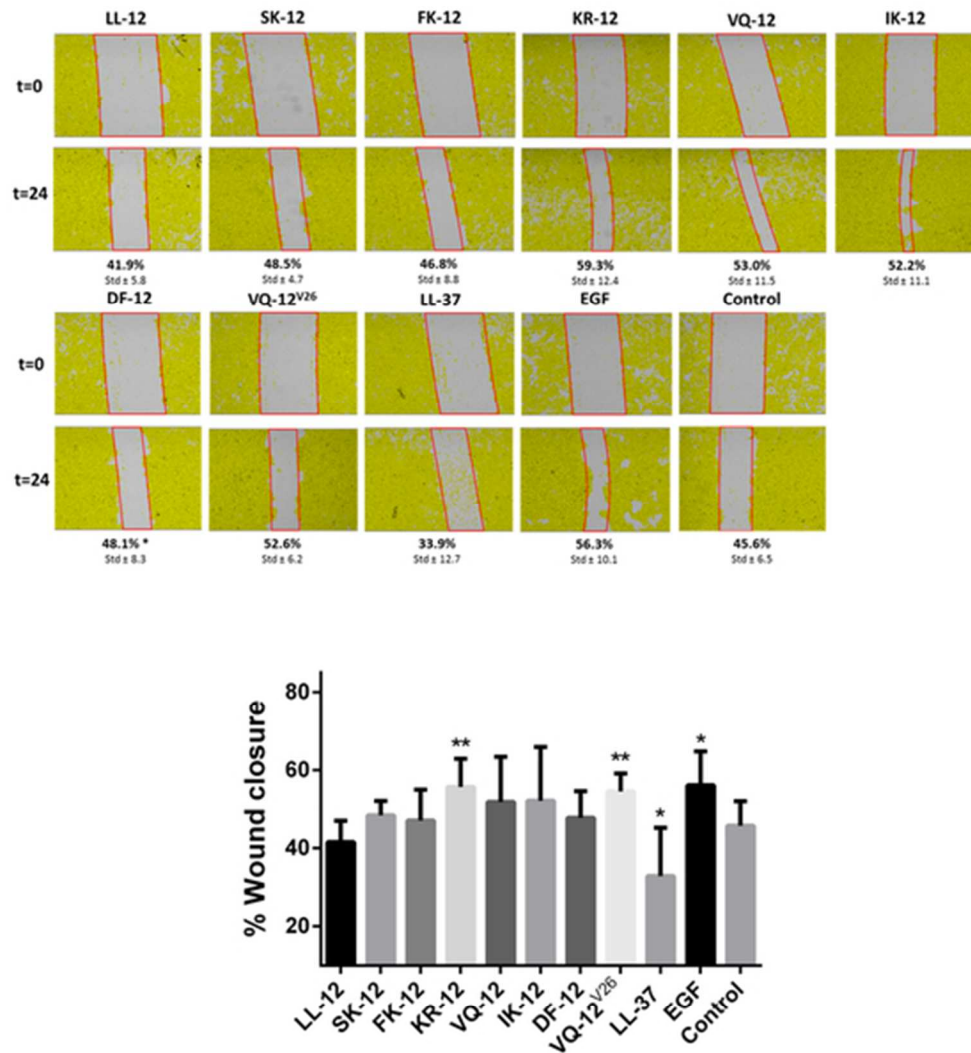 LL-12 SK-12 FK-12 KR-12 VQ-12 IK-12
t=0
t=24
41.9% 48.5% 46.8% 59.3% 53.0% 52.2%
Std ± 5.8 Std ± 4.7 Std ± 8.8 Std ± 12.4 Std ± 11.5 Std ± 11.1
DF-12 VQ-12V26 LL-37 EGF Control
t=0
t=24
48.1% * 52.6% 33.9% 56.3% 45.6%
Std ± 8.3 Std ± 6.2 Std ± 12.7 Std ± 10.1 Std ± 6.5
% Wound closure
80
60
40
20
** ** * *
LL-12 SK-12 FK-12 KR-12 VQ-12 IK-12 DF-12 VQ-12V26 LL-37 EGF Control